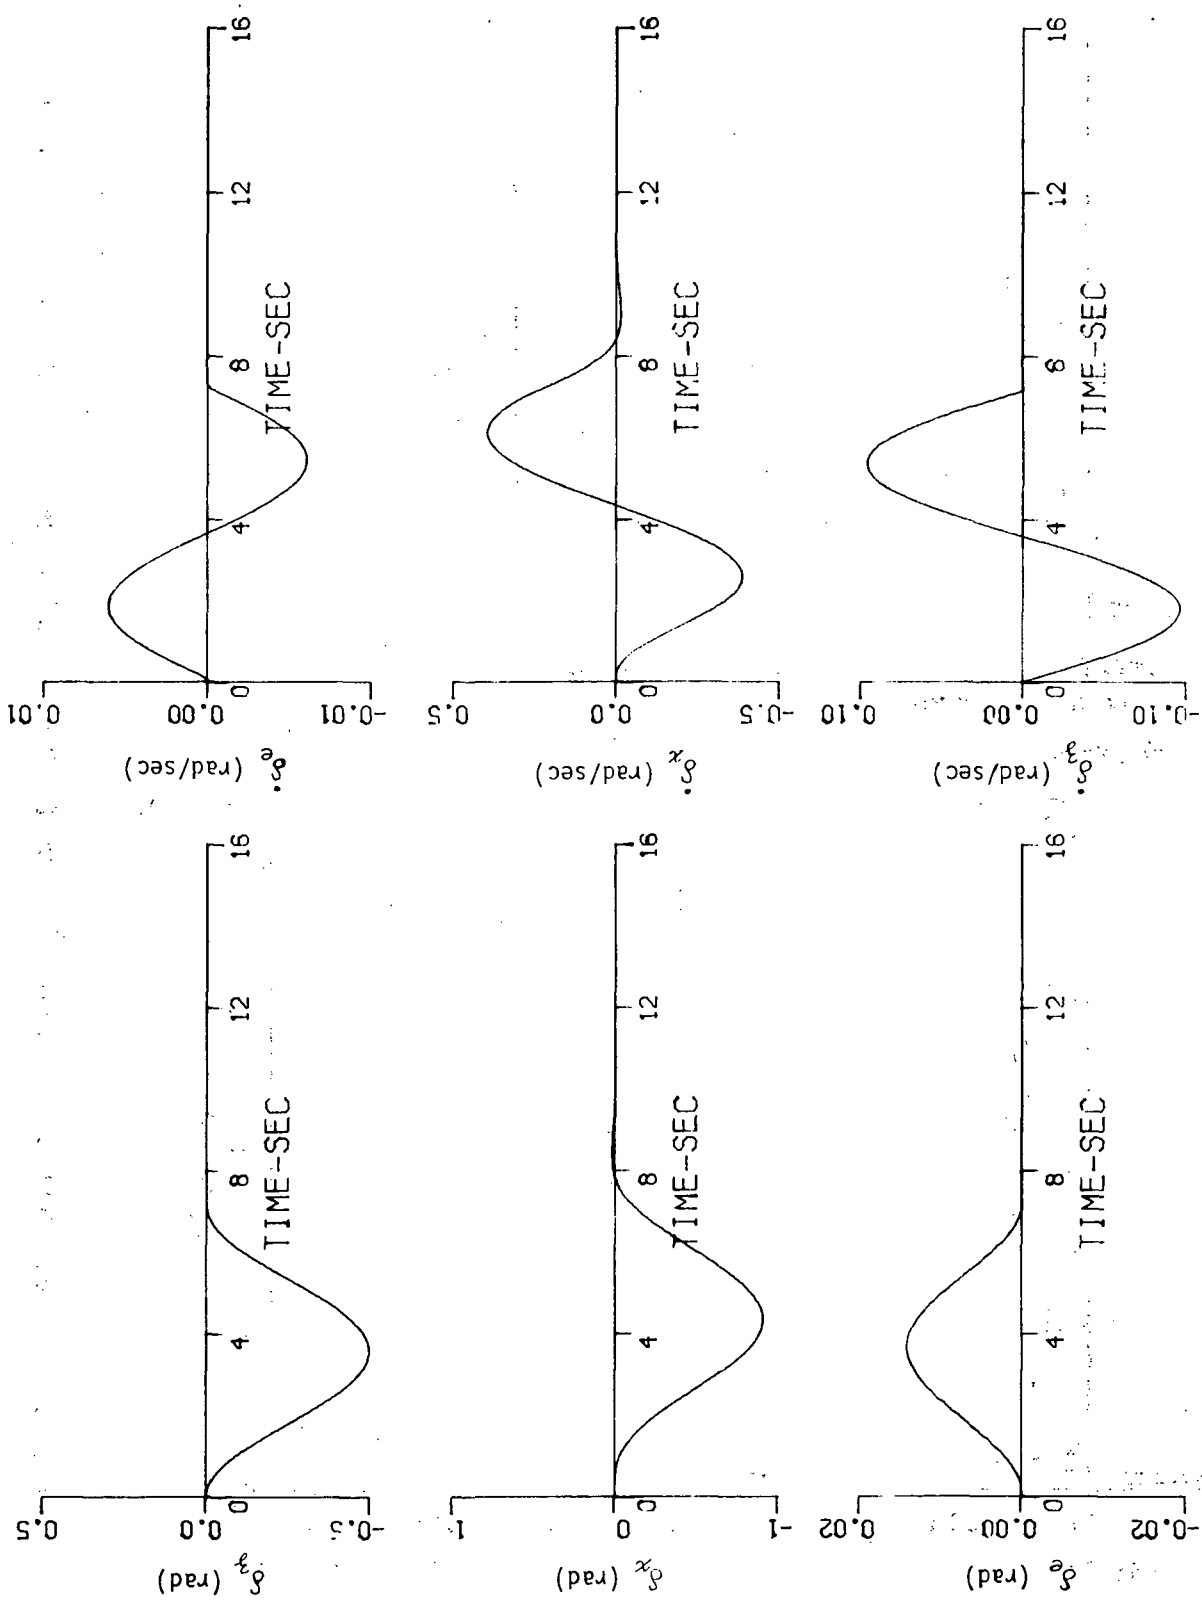 0.01
0.00
-0.01
δ̇e (rad/sec)
0 4 8 12 16
TIME-SEC
0.5
0.0
-0.5
δ̇x (rad/sec)
0 4 8 12 16
TIME-SEC
0.10
0.00
-0.10
δ̇z (rad/sec)
0 4 8 12 16
TIME-SEC
0.5
0.0
δz (rad)
0 4 8 12 16
TIME-SEC
1
0
-1
δx (rad)
0 4 8 12 16
TIME-SEC
0.02
0.00
-0.02
δe (rad)
0 4 8 12 16
TIME-SEC